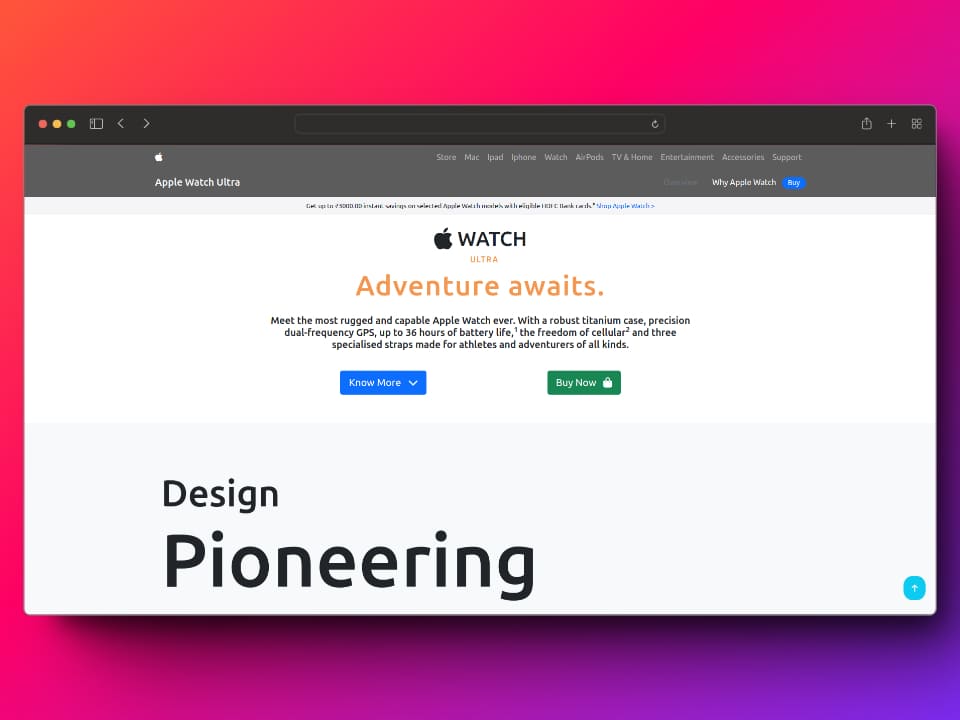 Store Mac Ipad Iphone Watch AirPods TV & Home Entertainment Accessories Support
Apple Watch Ultra Overview Why Apple Watch Buy
Get up to ₹3000.00 instant savings on selected Apple Watch models with eligible HDFC Bank cards.* Shop Apple Watch >
WATCH
ULTRA
Adventure awaits.
Meet the most rugged and capable Apple Watch ever. With a robust titanium case, precision
dual-frequency GPS, up to 36 hours of battery life,¹ the freedom of cellular² and three
specialised straps made for athletes and adventurers of all kinds.
Know More Buy Now
Design
Pioneering